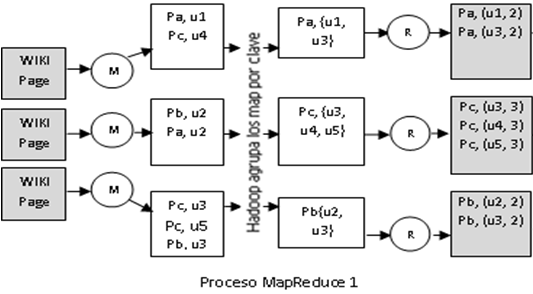 WIKI
Page
M
Pa, u1
Pc, u4
Pa, {u1,
u3}
R
Pa, (u1, 2)
Pa, (u3, 2)
WIKI
Page
M
Pb, u2
Pa, u2
Hadoop agrupa los map por clave
Pc, {u3,
u4, u5}
R
Pc, (u3, 3)
Pc, (u4, 3)
Pc, (u5, 3)
WIKI
Page
M
Pc, u3
Pc, u5
Pb, u3
Pb{u2,
u3}
R
Pb, (u2, 2)
Pb, (u3, 2)
Proceso MapReduce 1